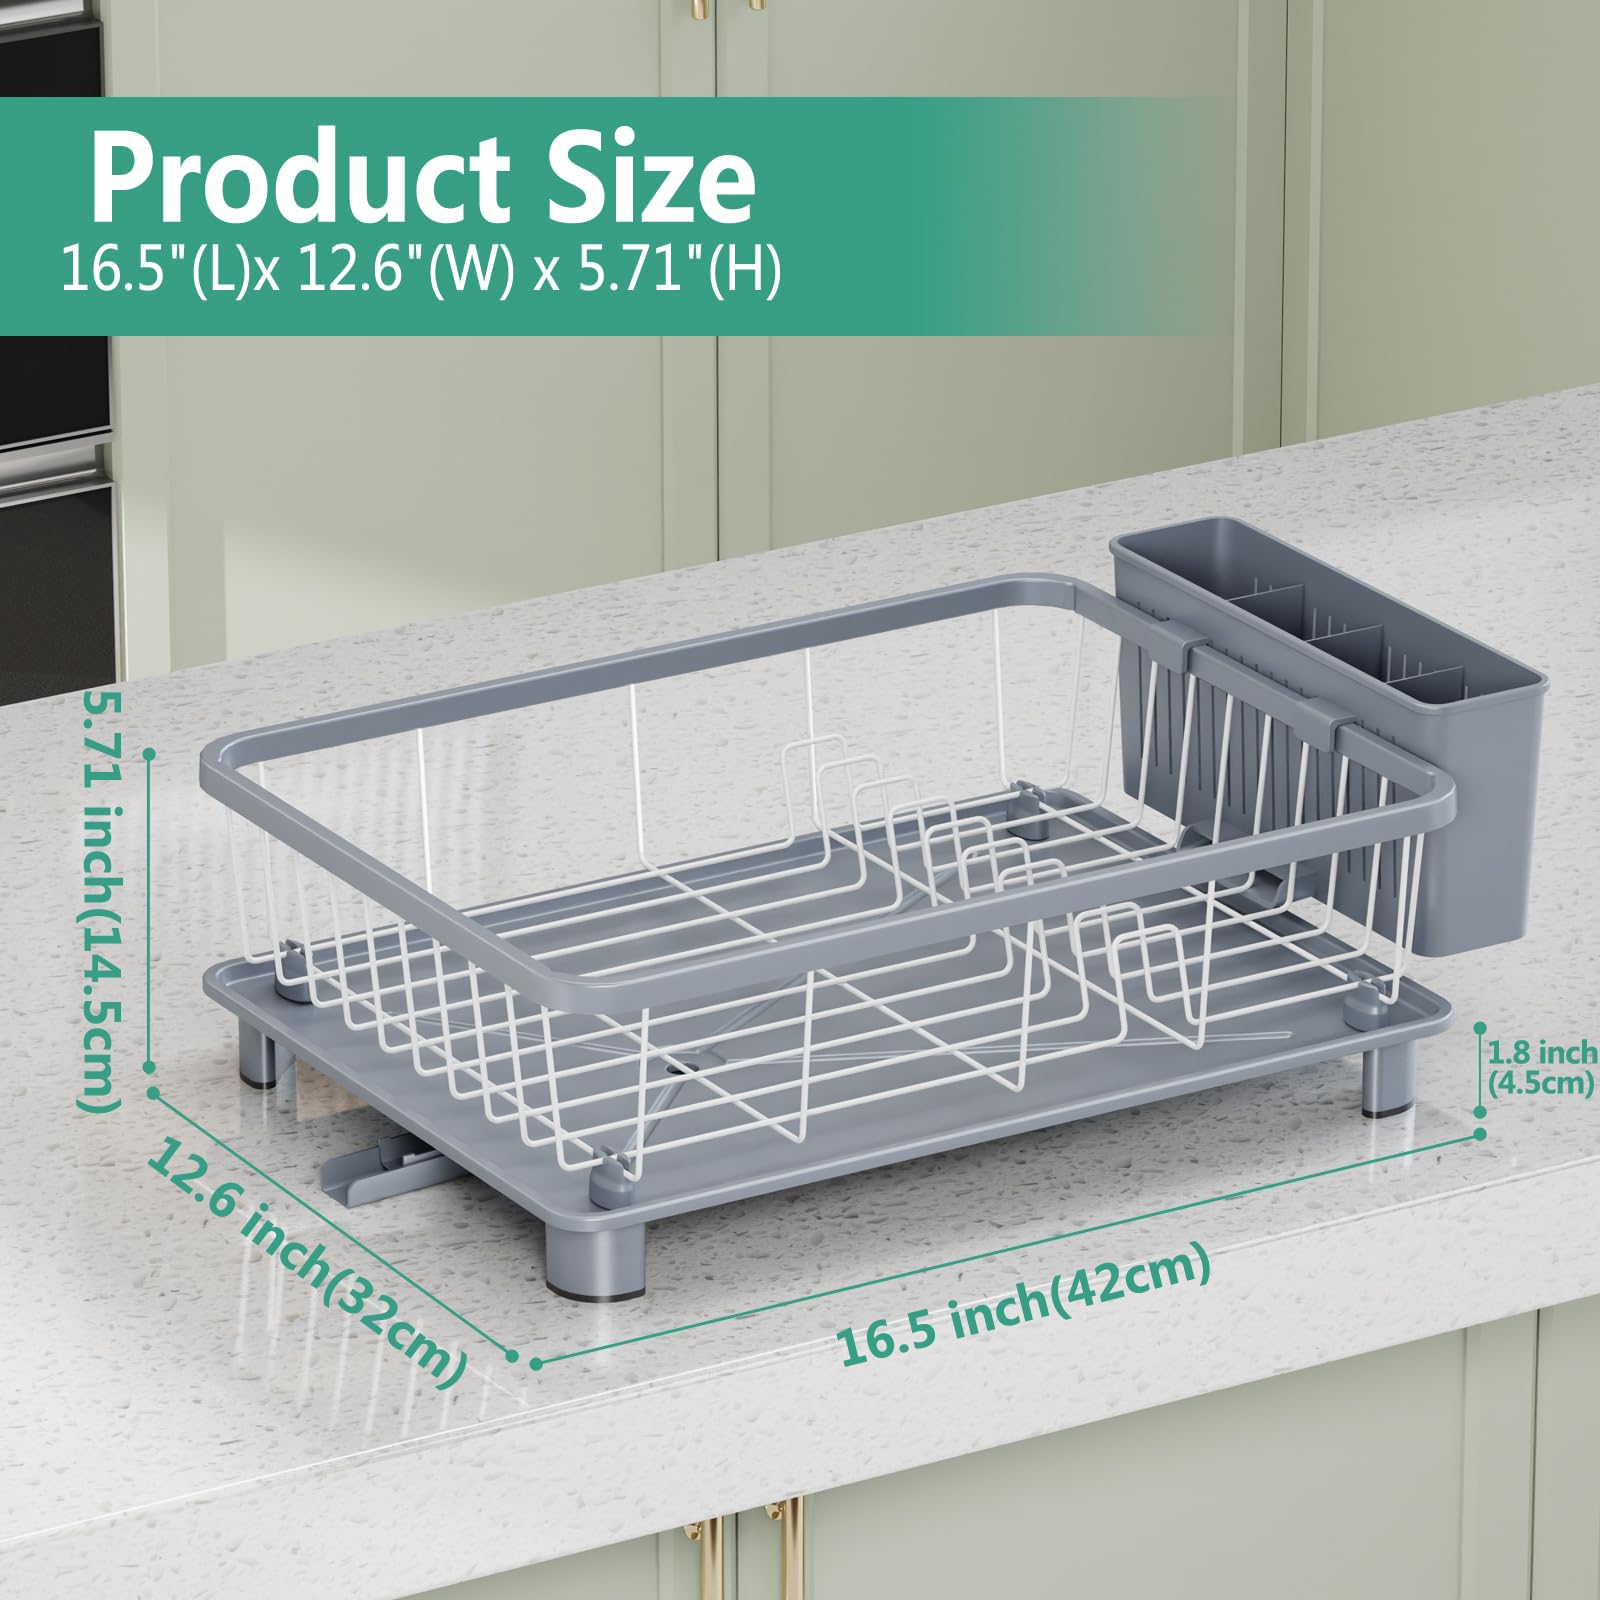 Product Size
16.5"(L)x 12.6"(W) x 5.71"(H)
5.71 inch(14.5cm)
1.8 inch
(4.5cm)
12.6 inch(32cm)
16.5 inch(42cm)